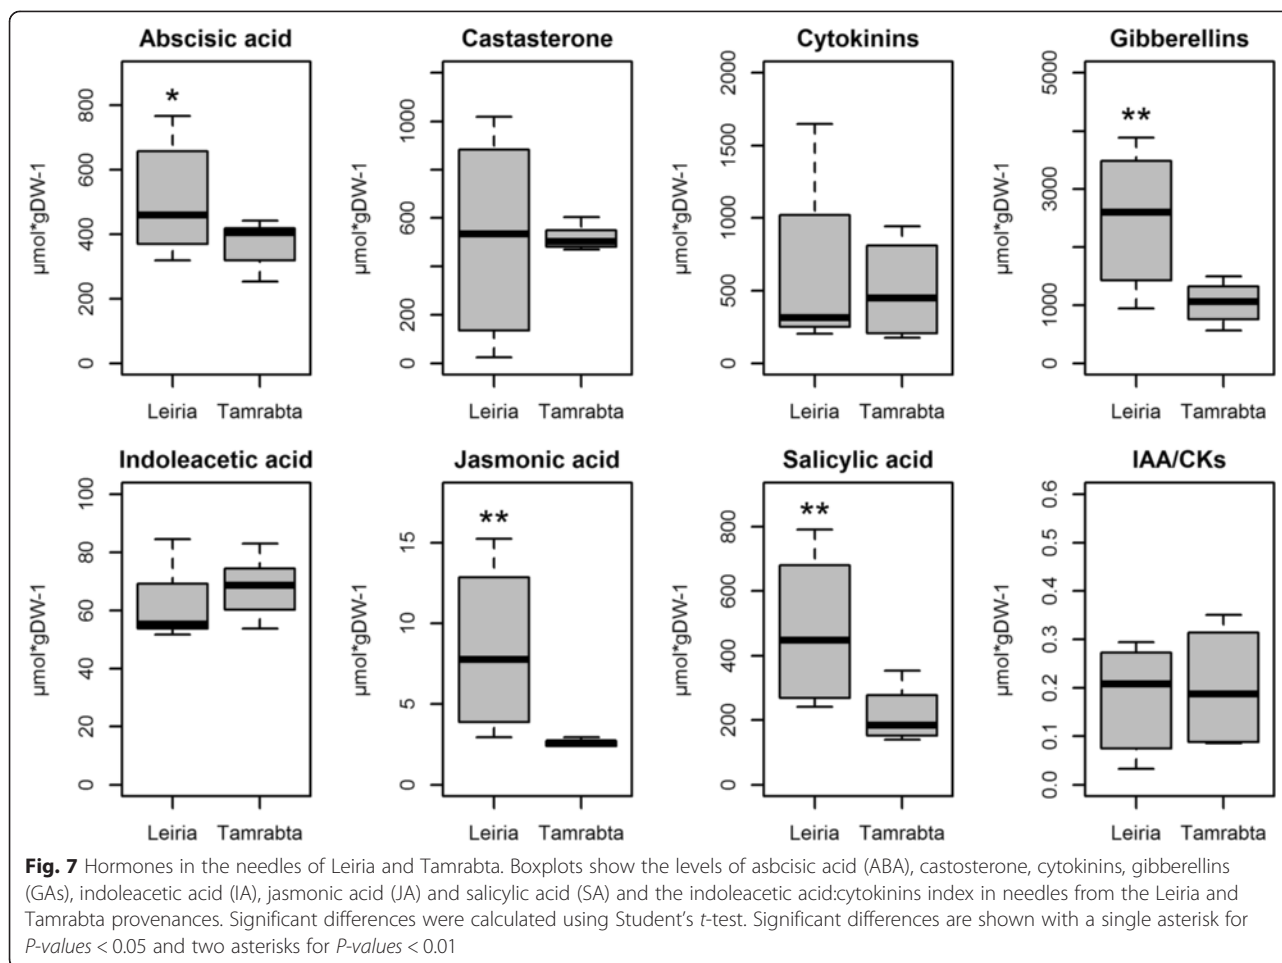 Abscisic acid
Castasterone
Cytokinins
Gibberellins
µmol*gDW-1
0
200
400
600
800
*
Leiria
Tamrabta
µmol*gDW-1
0
200
600
1000
Leiria
Tamrabta
µmol*gDW-1
0
500
1000
1500
2000
Leiria
Tamrabta
µmol*gDW-1
0
1000
3000
5000
**
Leiria
Tamrabta
Indoleacetic acid
Jasmonic acid
Salicylic acid
IAA/CKs
µmol*gDW-1
0
20
40
60
80
100
Leiria
Tamrabta
µmol*gDW-1
0
5
10
15
**
Leiria
Tamrabta
µmol*gDW-1
0
200
400
600
800
**
Leiria
Tamrabta
µmol*gDW-1
0.0
0.1
0.2
0.3
0.4
0.5
0.6
Leiria
Tamrabta
Fig. 7 Hormones in the needles of Leiria and Tamrabta. Boxplots show the levels of asbcisic acid (ABA), castosterone, cytokinins, gibberellins
(GAs), indoleacetic acid (IA), jasmonic acid (JA) and salicylic acid (SA) and the indoleacetic acid:cytokinins index in needles from the Leiria and
Tamrabta provenances. Significant differences were calculated using Student's t-test. Significant differences are shown with a single asterisk for
P-values < 0.05 and two asterisks for P-values < 0.01